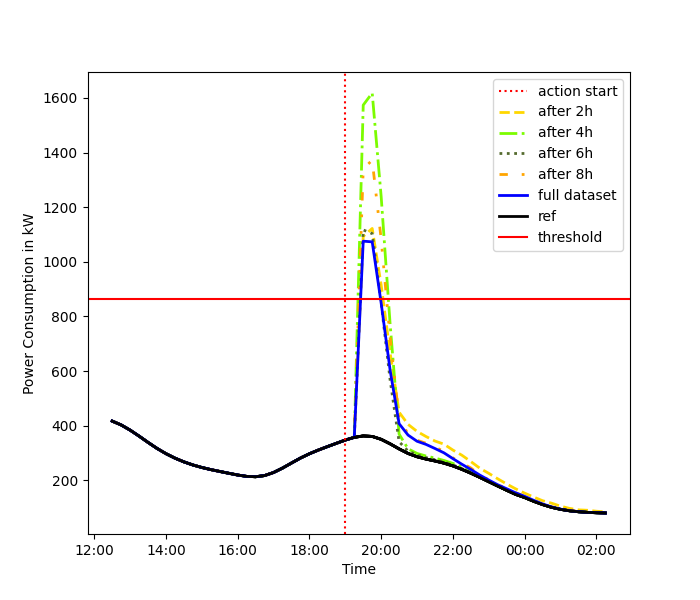 1600
1400
1200
1000
800
600
400
200
Power Consumption in kW
action start
after 2h
after 4h
after 6h
after 8h
full dataset
ref
threshold
12:00 14:00 16:00 18:00 20:00 22:00 00:00 02:00
Time